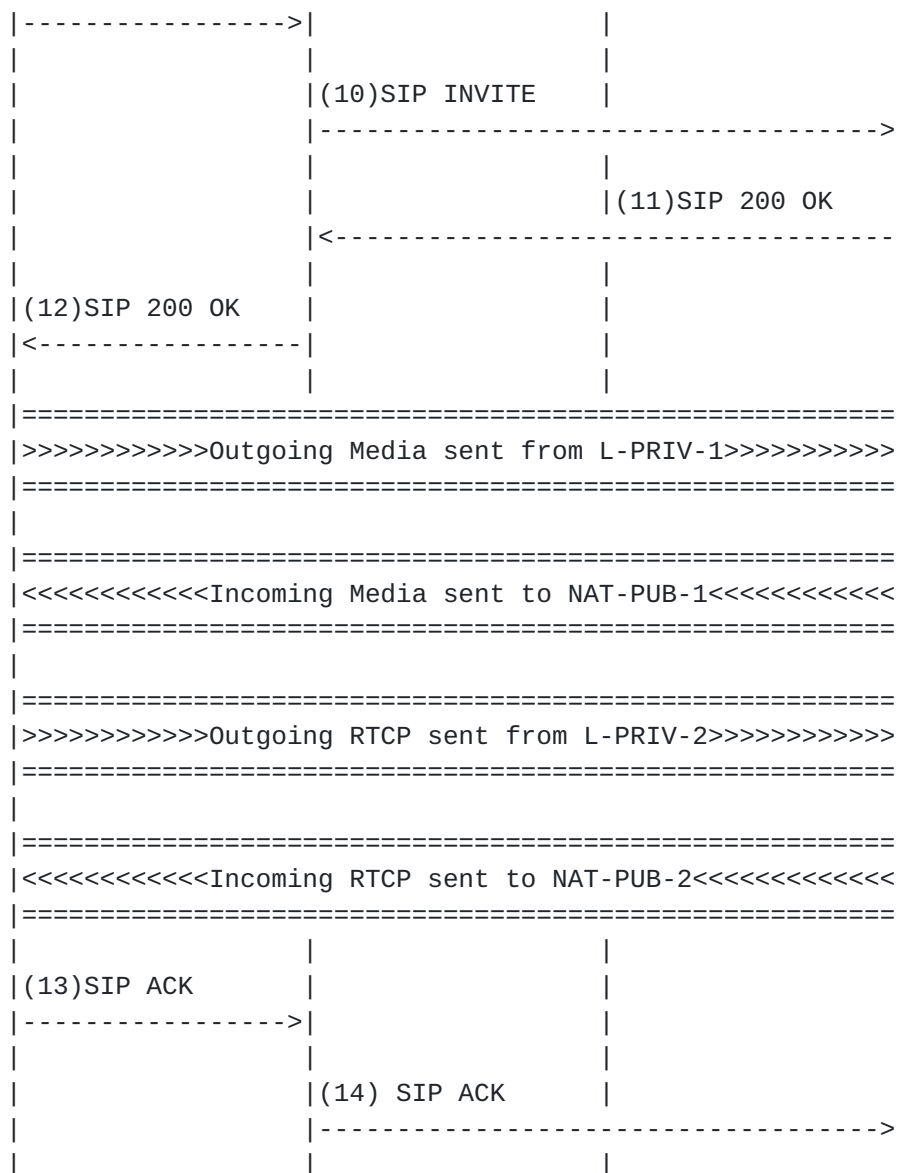 |----------------->|                  |
|                  |                  |
|                  |(10)SIP INVITE    |
|                  |------------------------------------>
|                  |                  |
|                  |                  |(11)SIP 200 OK
|                  |<------------------------------------
|                  |                  |
|(12)SIP 200 OK    |                  |
|<-----------------|                  |
|                  |                  |
|========================================================
|>>>>>>>>>>>>Outgoing Media sent from L-PRIV-1>>>>>>>>>>>
|========================================================
|
|========================================================
|<<<<<<<<<<<<Incoming Media sent to NAT-PUB-1<<<<<<<<<<<<
|========================================================
|
|========================================================
|>>>>>>>>>>>>Outgoing RTCP sent from L-PRIV-2>>>>>>>>>>>>
|========================================================
|
|========================================================
|<<<<<<<<<<<<Incoming RTCP sent to NAT-PUB-2<<<<<<<<<<<<<
|========================================================
|                  |                  |
|(13)SIP ACK       |                  |
|----------------->|                  |
|                  |                  |
|                  |(14) SIP ACK      |
|                  |------------------------------------>
|                  |                  |